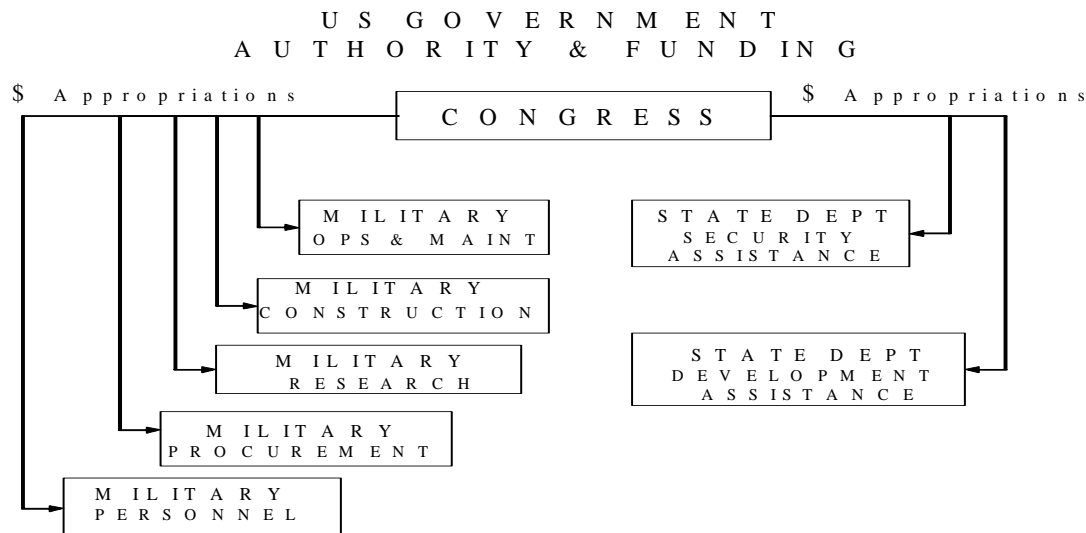 US GOVERNMENT
AUTHORITY & FUNDING
$ Appropriations
CONGRESS
$ Appropriations
MILITARY
OPS & MAINT
STATE DEPT
SECURITY
ASSISTANCE
MILITARY
CONSTRUCTION
MILITARY
RESEARCH
STATE DEPT
DEVELOPMENT
ASSISTANCE
MILITARY
PROCUREMENT
MILITARY
PERSONNEL